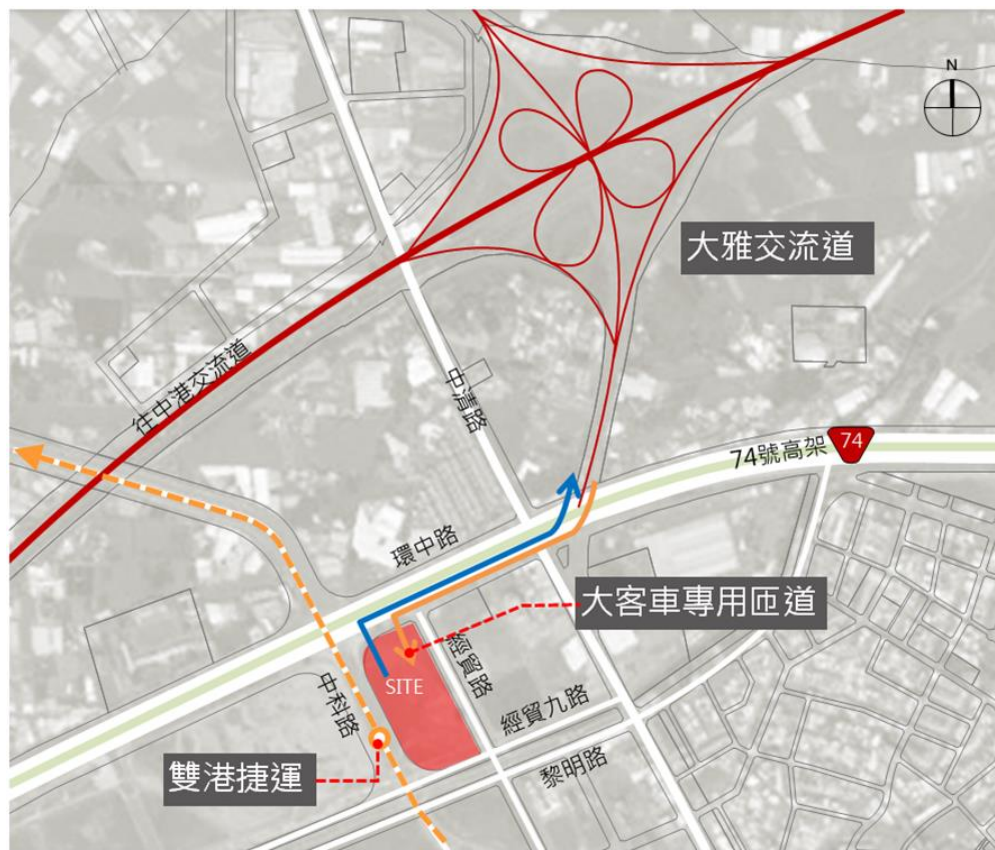 N
大雅交流道
往中港交流道
中清路
74號高架
74
環中路
大客車專用匝道
SITE
經貿路
中科路
經貿九路
雙港捷運
黎明路